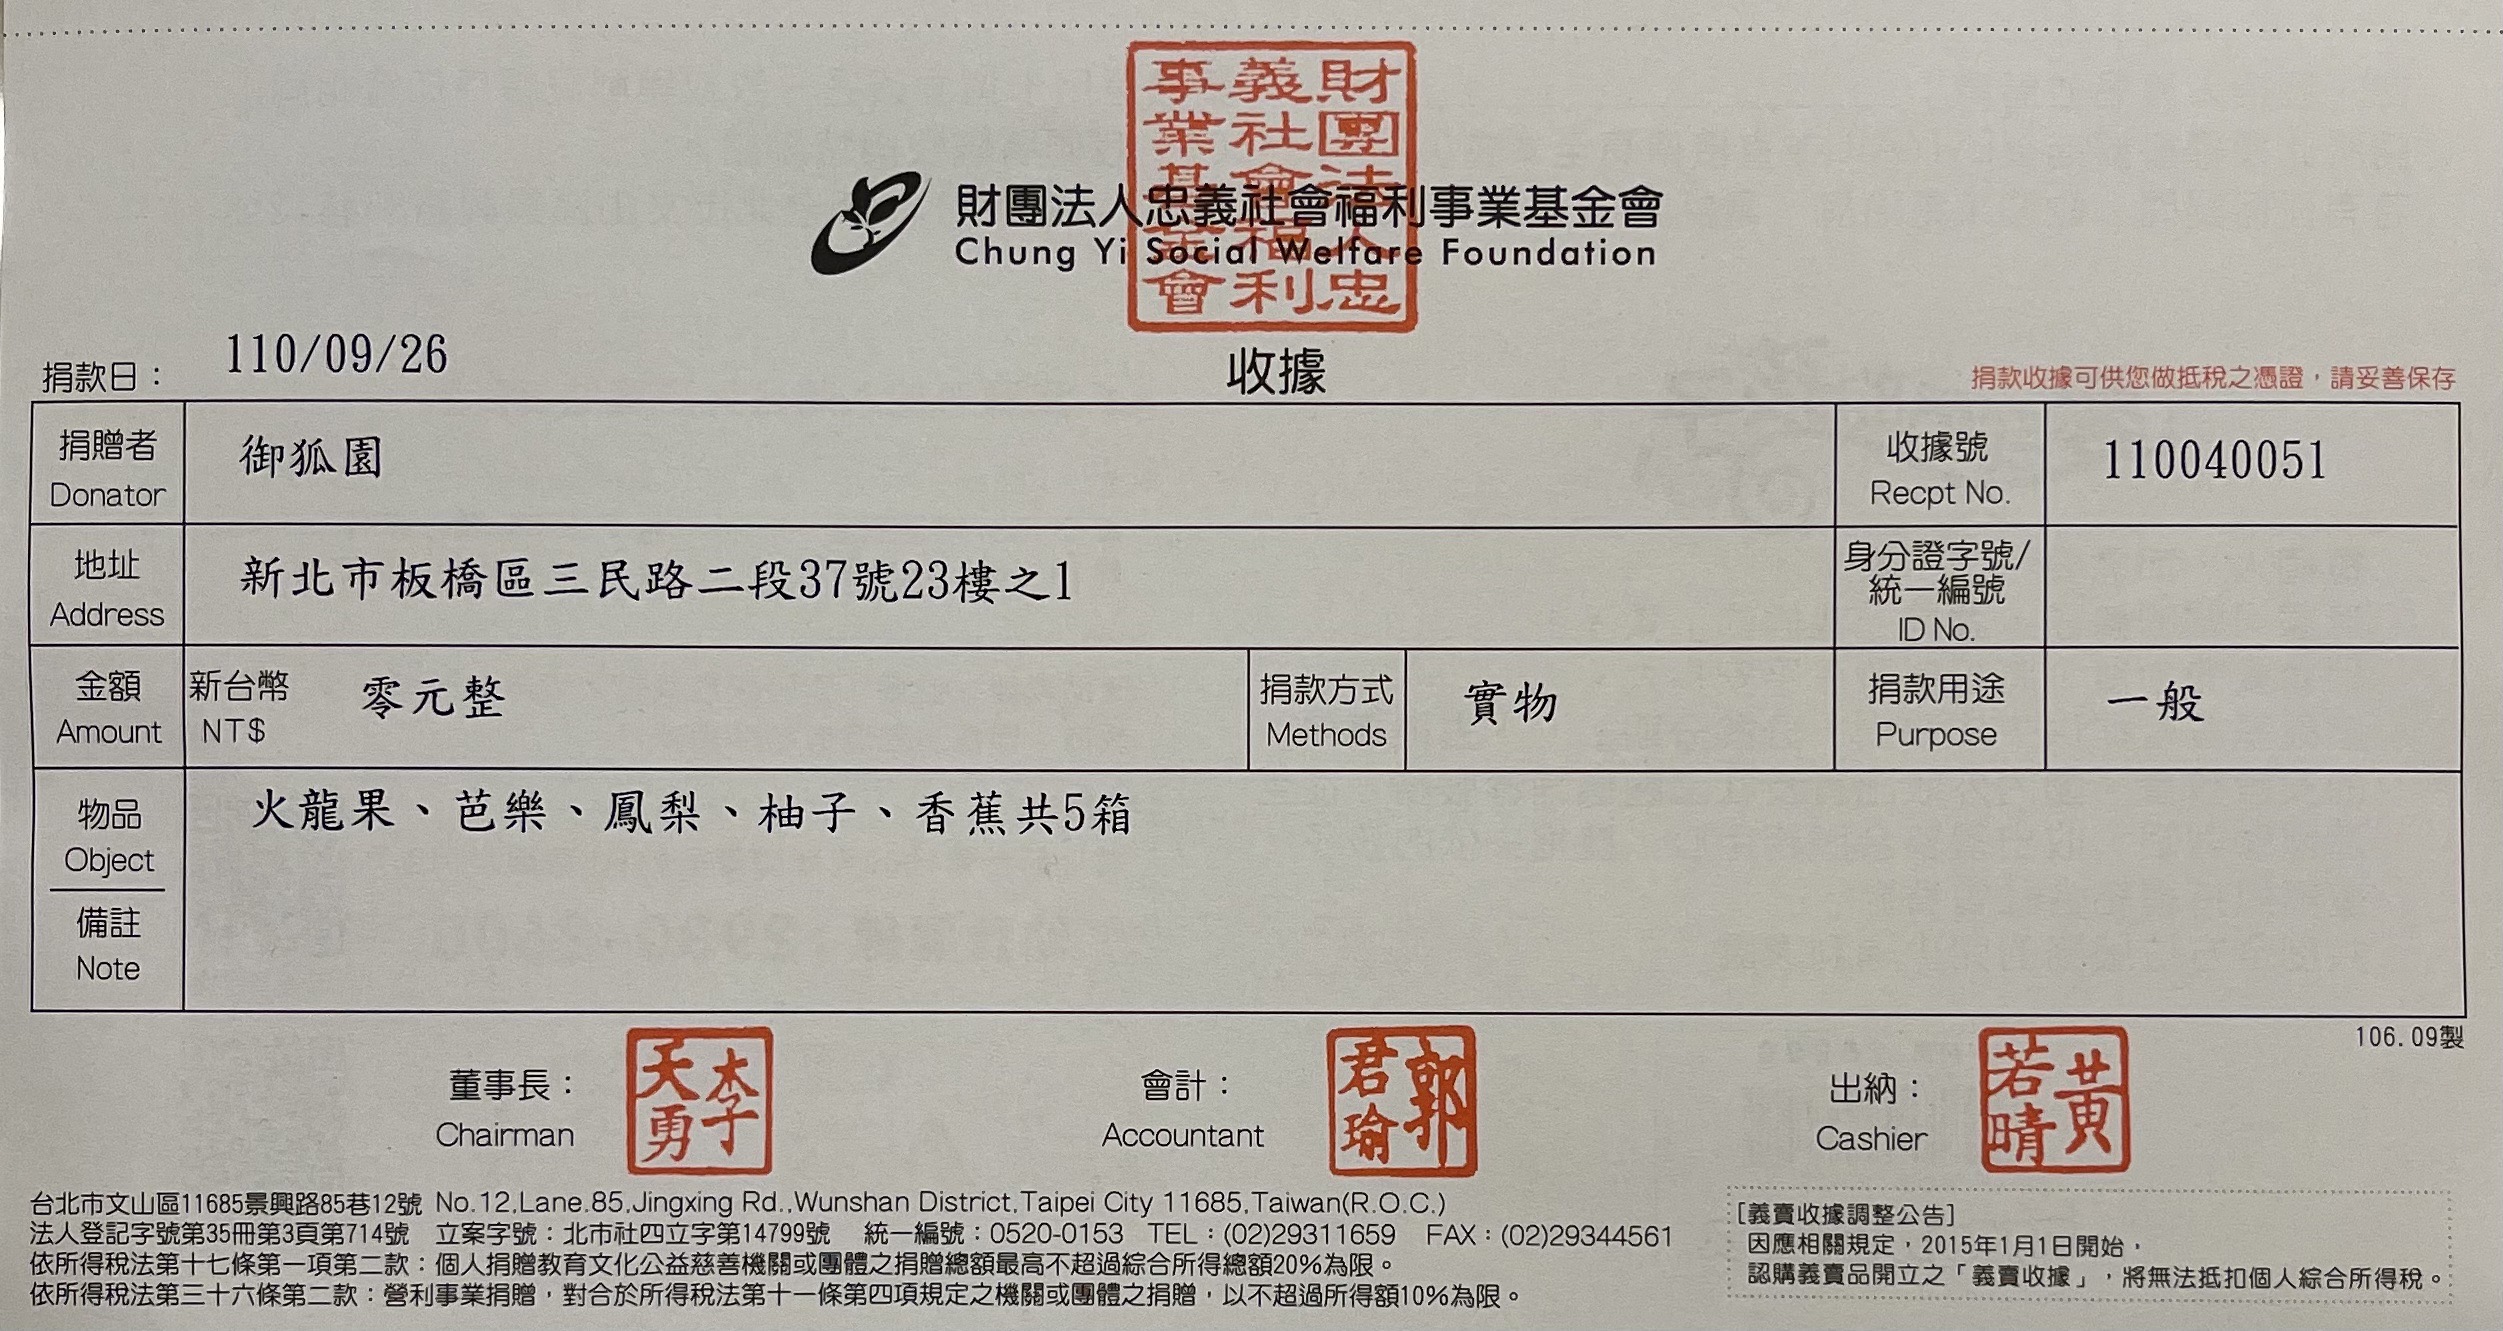 財團法人忠義社會福利事業基金會
財團法人忠義社會福利事業基金會
Chung Yi Social Welfare Foundation
捐款日：110/09/26
收據
捐款收據可供您做抵稅之憑證，請妥善保存
捐贈者
Donator
御狐園
收據號
Recpt No.
110040051
地址
Address
新北市板橋區三民路二段37號23樓之1
身分證字號/
統一編號
ID No.
金額
Amount
新台幣
NT$
零元整
捐款方式
Methods
實物
捐款用途
Purpose
一般
物品
Object
火龍果、芭樂、鳳梨、柚子、香蕉共5箱
備註
Note
106.09製
董事長：
Chairman
李天勇
會計：
Accountant
郭君瑜
出納：
Cashier
黃若晴
台北市文山區11685景興路85巷12號 No.12,Lane.85,Jingxing Rd.,Wunshan District,Taipei City 11685,Taiwan(R.O.C.)
法人登記字號第35冊第3頁第714號 立案字號：北市社四立字第14799號 統一編號：0520-0153 TEL：(02)29311659 FAX：(02)29344561
依所得稅法第十七條第一項第二款：個人捐贈教育文化公益慈善機關或團體之捐贈總額最高不超過綜合所得總額20%為限。
依所得稅法第三十六條第二款：營利事業捐贈，對合於所得稅法第十一條第四項規定之機關或團體之捐贈，以不超過所得額10%為限。
[義賣收據調整公告]
因應相關規定，2015年1月1日開始，
認購義賣品開立之「義賣收據」，將無法抵扣個人綜合所得稅。